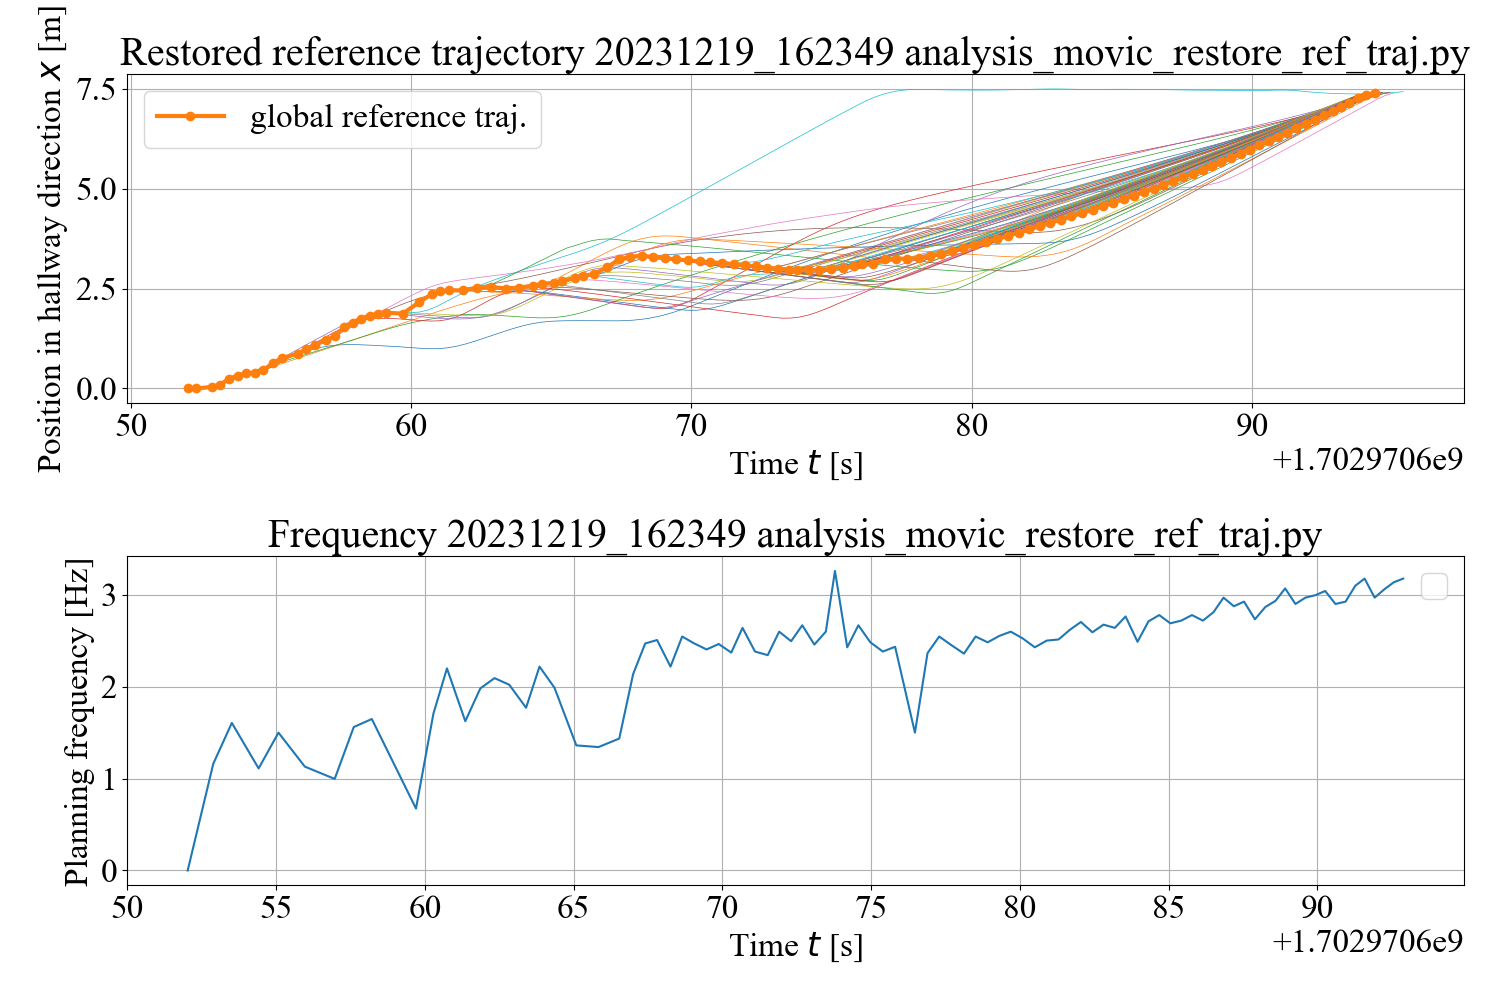 Restored reference trajectory 20231219_162349 analysis_movic_restore_ref_traj.py
Position in hallway direction x [m]
7.5
5.0
2.5
0.0
global reference traj.
50 60 70 80 90
Time t [s]
+1.7029706e9
Frequency 20231219_162349 analysis_movic_restore_ref_traj.py
Planning frequency [Hz]
3
2
1
0
50 55 60 65 70 75 80 85 90
Time t [s]
+1.7029706e9